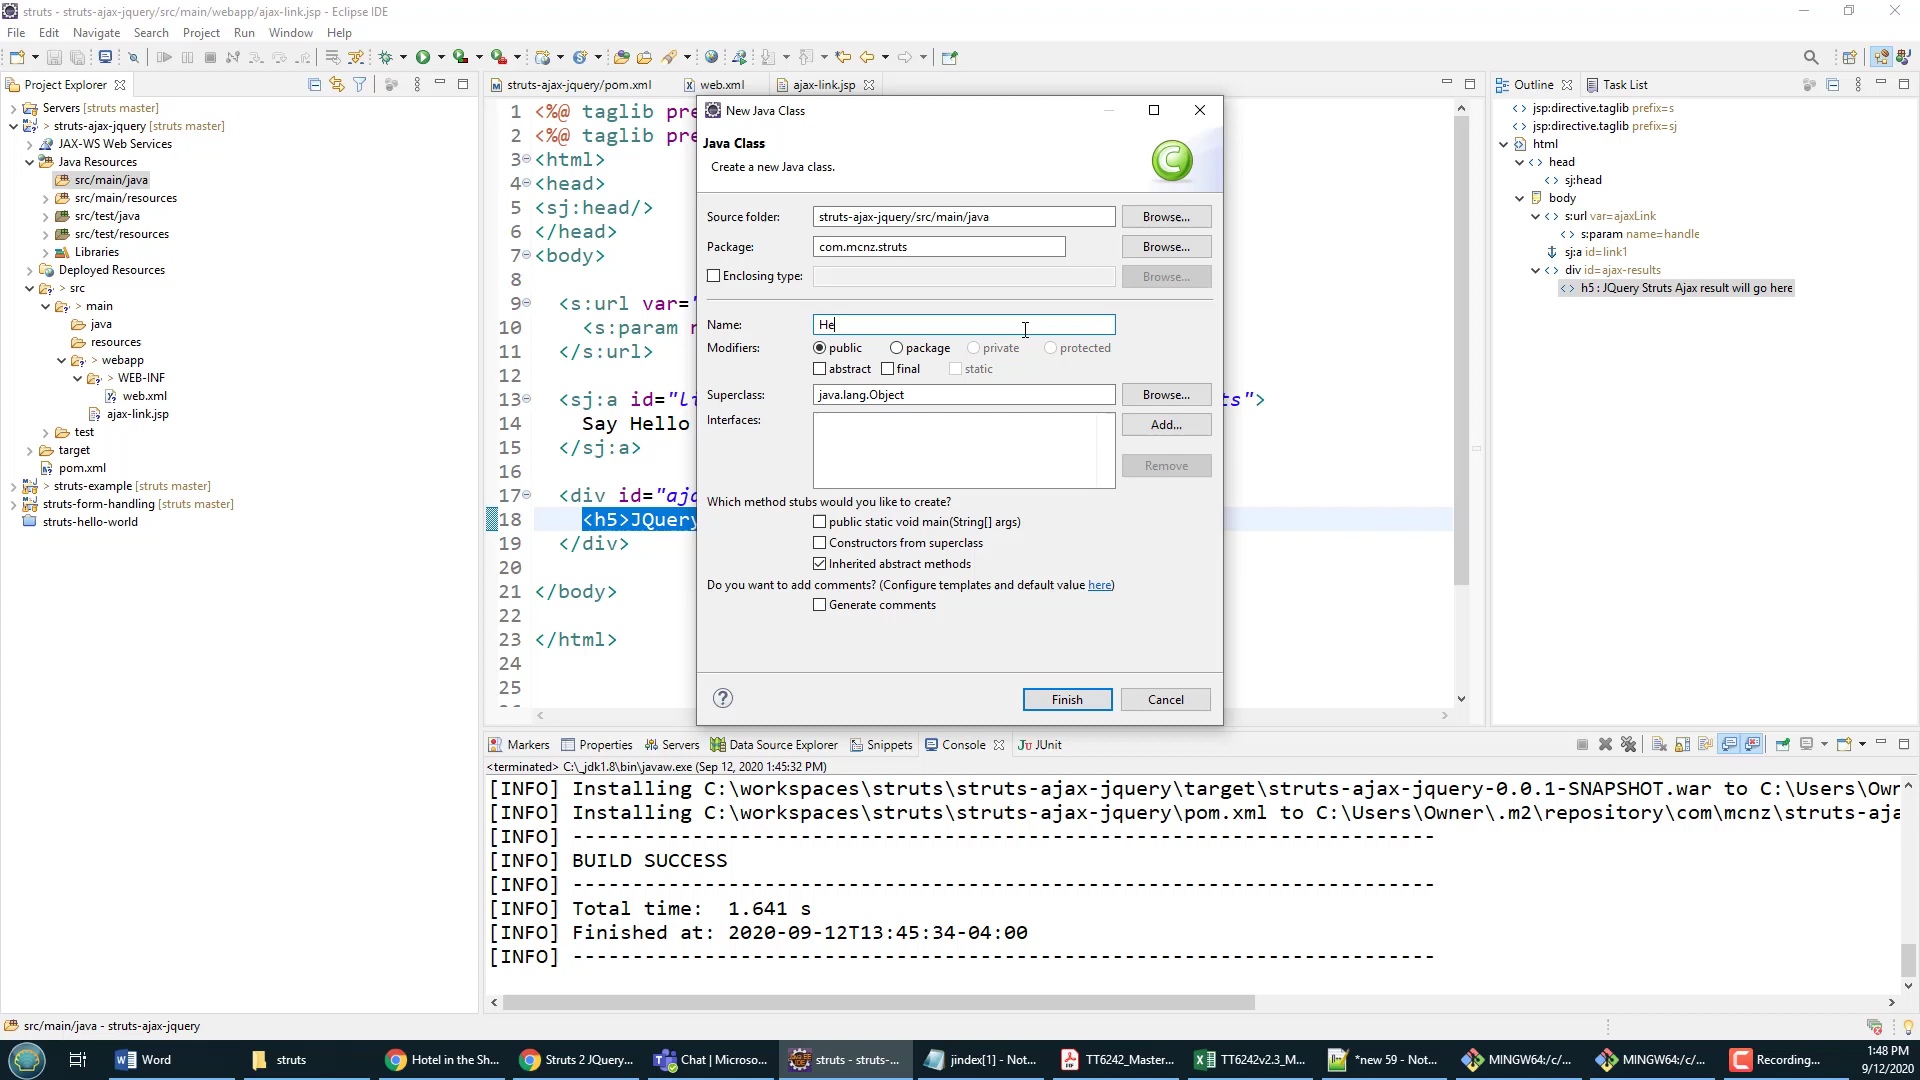 struts - struts-ajax-jquery/src/main/webapp/ajax-link.jsp - Eclipse IDE
File Edit Navigate Search Project Run Window Help
Project Explorer
Servers [struts master]
> struts-ajax-jquery [struts master]
JAX-WS Web Services
Java Resources
src/main/java
src/main/resources
src/test/java
src/test/resources
Libraries
Deployed Resources
> src
> main
java
resources
> webapp
> WEB-INF
web.xml
ajax-link.jsp
test
target
pom.xml
> struts-example [struts master]
struts-form-handling [struts master]
struts-hello-world
struts-ajax-jquery/pom.xml web.xml ajax-link.jsp
1 <%@ taglib pre
2 <%@ taglib pre
3 <html>
4 <head>
5 <sj:head/>
6 </head>
7 <body>
8
9 <s:url var="
10 <s:param n
11 </s:url>
12
13 <sj:a id="li ts">
14 Say Hello
15 </sj:a>
16
17 <div id="aja
18 <h5>JQuery
19 </div>
20
21 </body>
22
23 </html>
24
25
New Java Class
Java Class
Create a new Java class.
Source folder: struts-ajax-jquery/src/main/java Browse...
Package: com.mcnz.struts Browse...
Enclosing type: Browse...
Name: He
Modifiers: public package private protected
abstract final static
Superclass: java.lang.Object Browse...
Interfaces: Add...
Remove
Which method stubs would you like to create?
public static void main(String[] args)
Constructors from superclass
Inherited abstract methods
Do you want to add comments? (Configure templates and default value here)
Generate comments
? Finish Cancel
Outline Task List
jsp:directive.taglib prefix=s
jsp:directive.taglib prefix=sj
html
head
sj:head
body
s:url var=ajaxLink
s:param name=handle
sj:a id=link1
div id=ajax-results
h5 : JQuery Struts Ajax result will go here
Markers Properties Servers Data Source Explorer Snippets Console Ju JUnit
<terminated> C:\_jdk1.8\bin\javaw.exe (Sep 12, 2020 1:45:32 PM)
[INFO] Installing C:\workspaces\struts\struts-ajax-jquery\target\struts-ajax-jquery-0.0.1-SNAPSHOT.war to C:\Users\Owr
[INFO] Installing C:\workspaces\struts\struts-ajax-jquery\pom.xml to C:\Users\Owner\.m2\repository\com\mcnz\struts-aja
[INFO] ------------------------------------------------------------------------
[INFO] BUILD SUCCESS
[INFO] ------------------------------------------------------------------------
[INFO] Total time:  1.641 s
[INFO] Finished at: 2020-09-12T13:45:34-04:00
[INFO] ------------------------------------------------------------------------
src/main/java - struts-ajax-jquery
Word struts Hotel in the Sh... Struts 2 JQuery... Chat | Microso... struts - struts-... jindex[1] - Not... TT6242_Master... TT6242v2.3_M... *new 59 - Not... MINGW64:/c/... MINGW64:/c/... Recording...
1:48 PM
9/12/2020